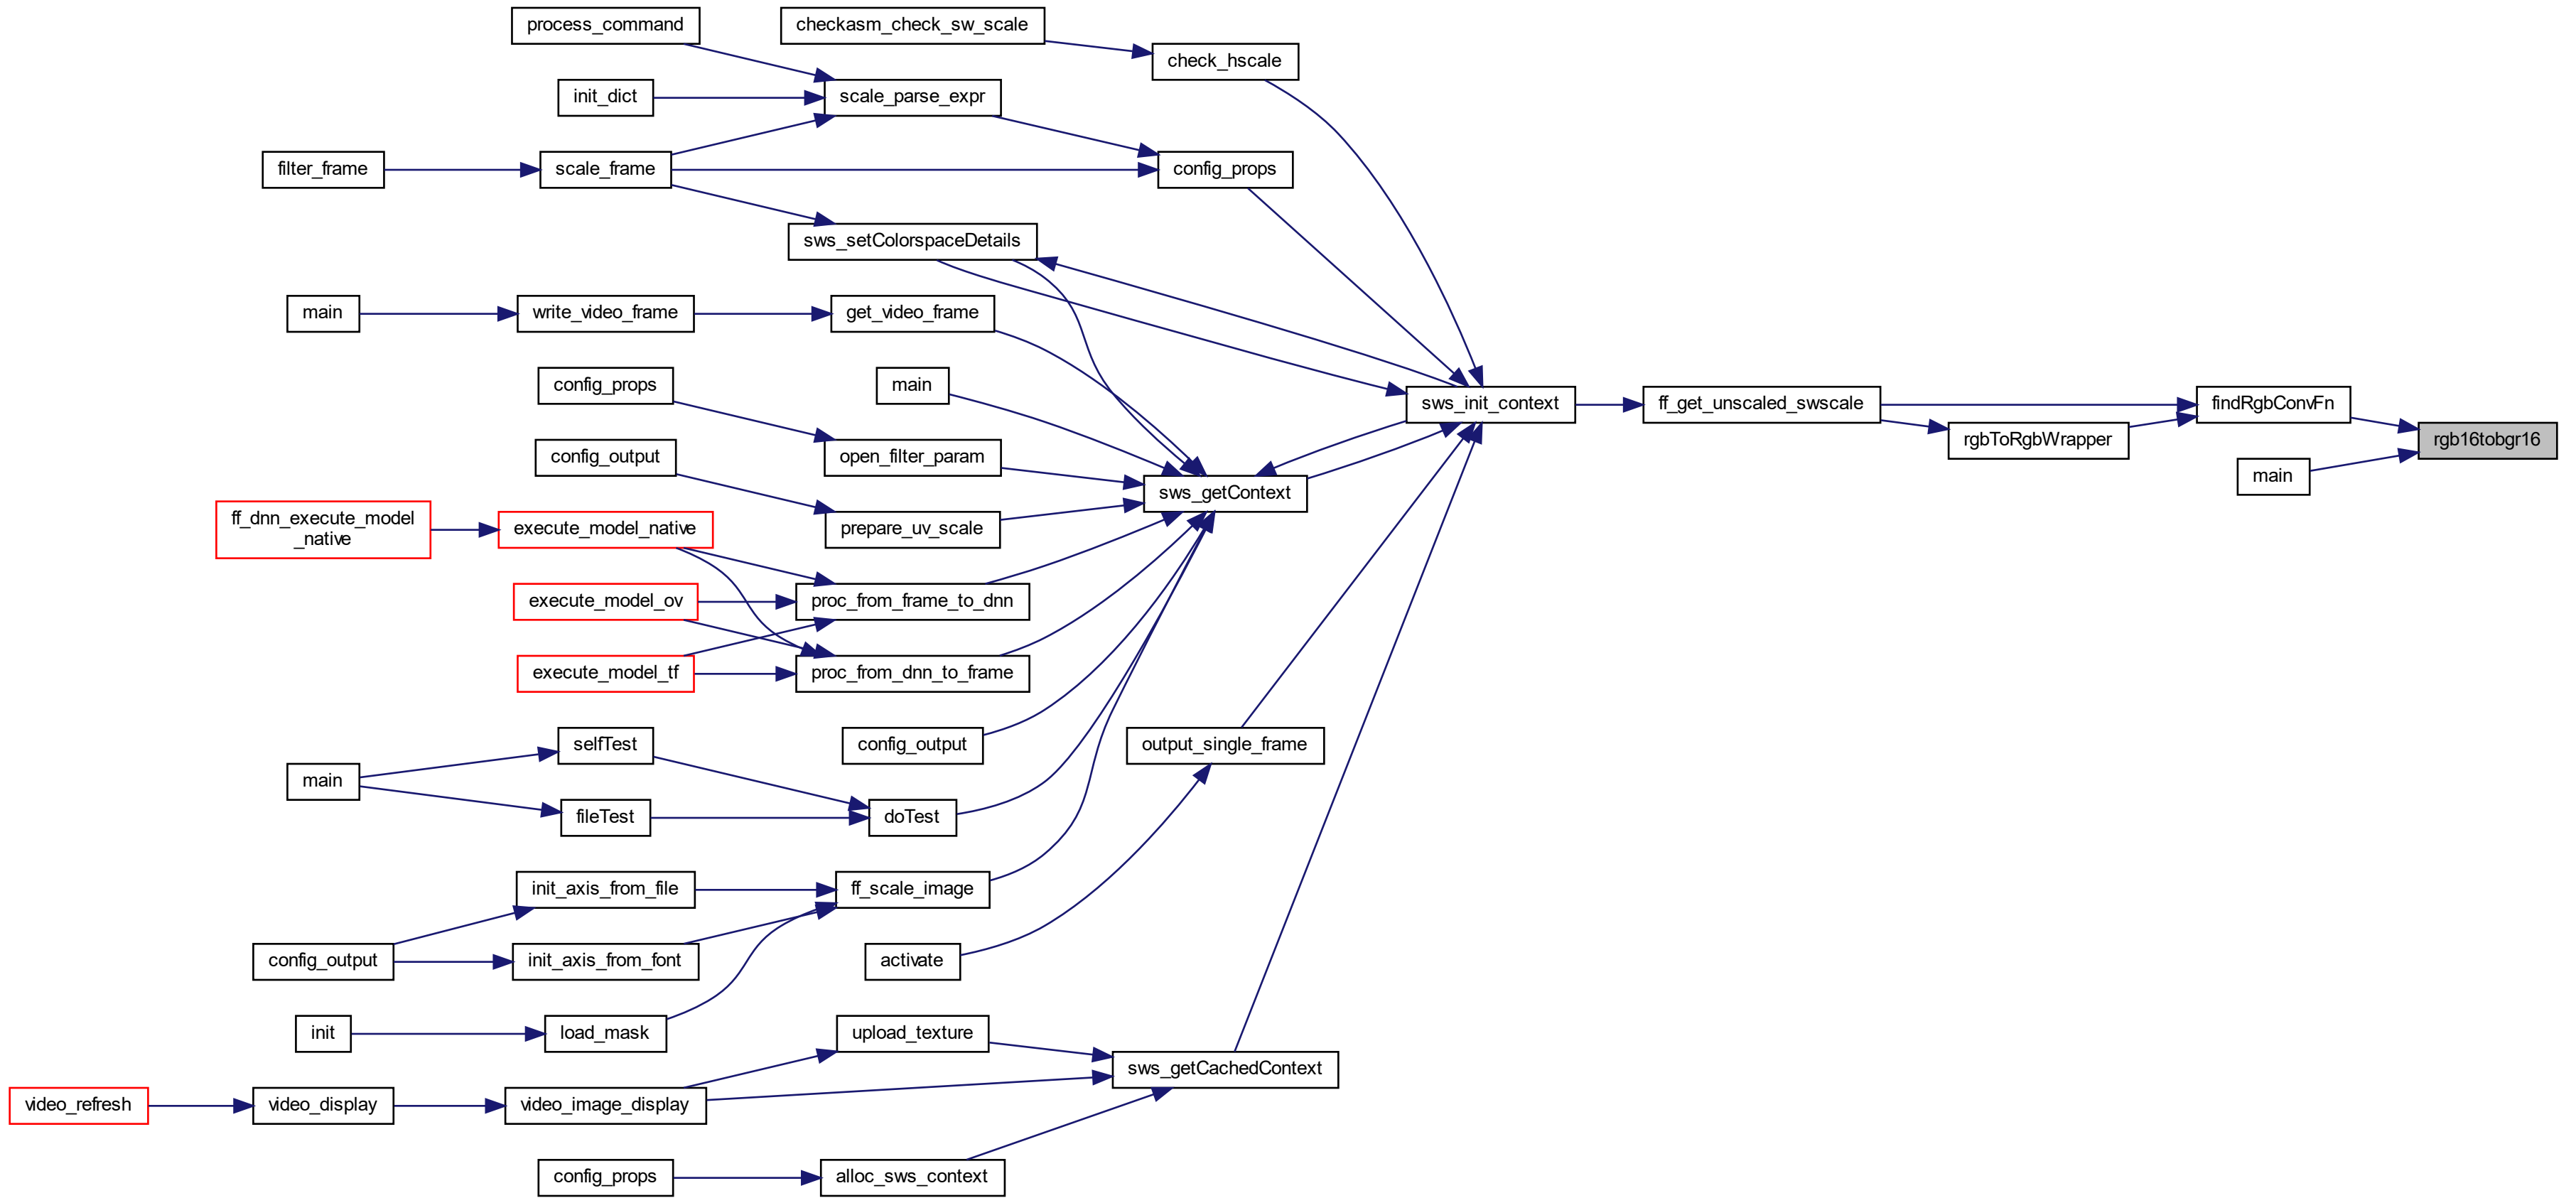 process_command
checkasm_check_sw_scale
check_hscale
init_dict
scale_parse_expr
filter_frame
scale_frame
config_props
sws_setColorspaceDetails
main
write_video_frame
get_video_frame
config_props
main
sws_init_context
ff_get_unscaled_swscale
findRgbConvFn
rgbToRgbWrapper
rgb16tobgr16
config_output
open_filter_param
main
sws_getContext
ff_dnn_execute_model
_native
execute_model_native
prepare_uv_scale
execute_model_ov
proc_from_frame_to_dnn
execute_model_tf
proc_from_dnn_to_frame
selfTest
config_output
output_single_frame
main
fileTest
doTest
init_axis_from_file
ff_scale_image
config_output
init_axis_from_font
activate
init
load_mask
upload_texture
sws_getCachedContext
video_refresh
video_display
video_image_display
config_props
alloc_sws_context